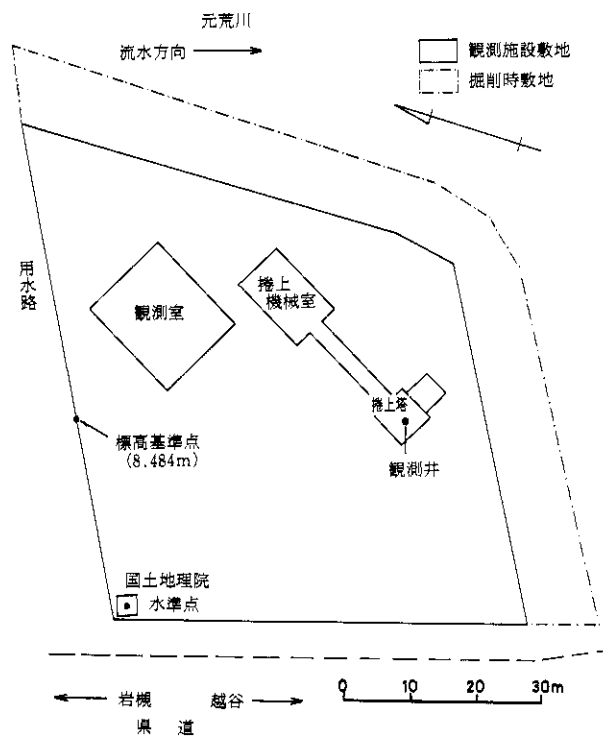 元荒川
流水方向
観測施設敷地
掘削時敷地
用水路
観測室
捲上
機械室
捲上塔
観測井
標高基準点
(8.484m)
国土地理院
水準点
岩槻 越谷
県道
0 10 20 30m